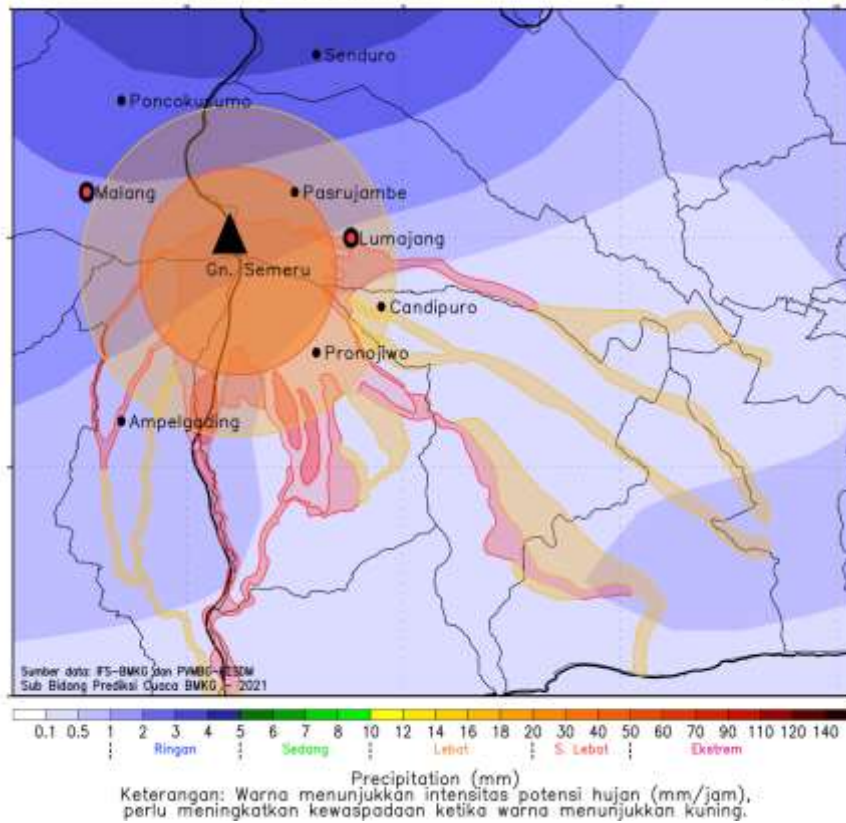 Senduro
Poncokusumo
Malang
Pasrujambe
Lumajang
Gn. Semeru
Candipuro
Pronojiwo
Ampelgading
Sumber data: IFS-BMKG dan PVMBG-
Sub Bidang Prediksi Cuaca BMKG - 2021
0.1 0.5 1 2 3 4 5 6 7 8 9 10 12 14 16 18 20 30 40 50 60 70 90 110 120 140
Ringan Sedang Lebat S. Lebat Ekstrem
Precipitation (mm)
Keterangan: Warna menunjukkan intensitas potensi hujan (mm/jam),
perlu meningkatkan kewaspadaan ketika warna menunjukkan kuning.